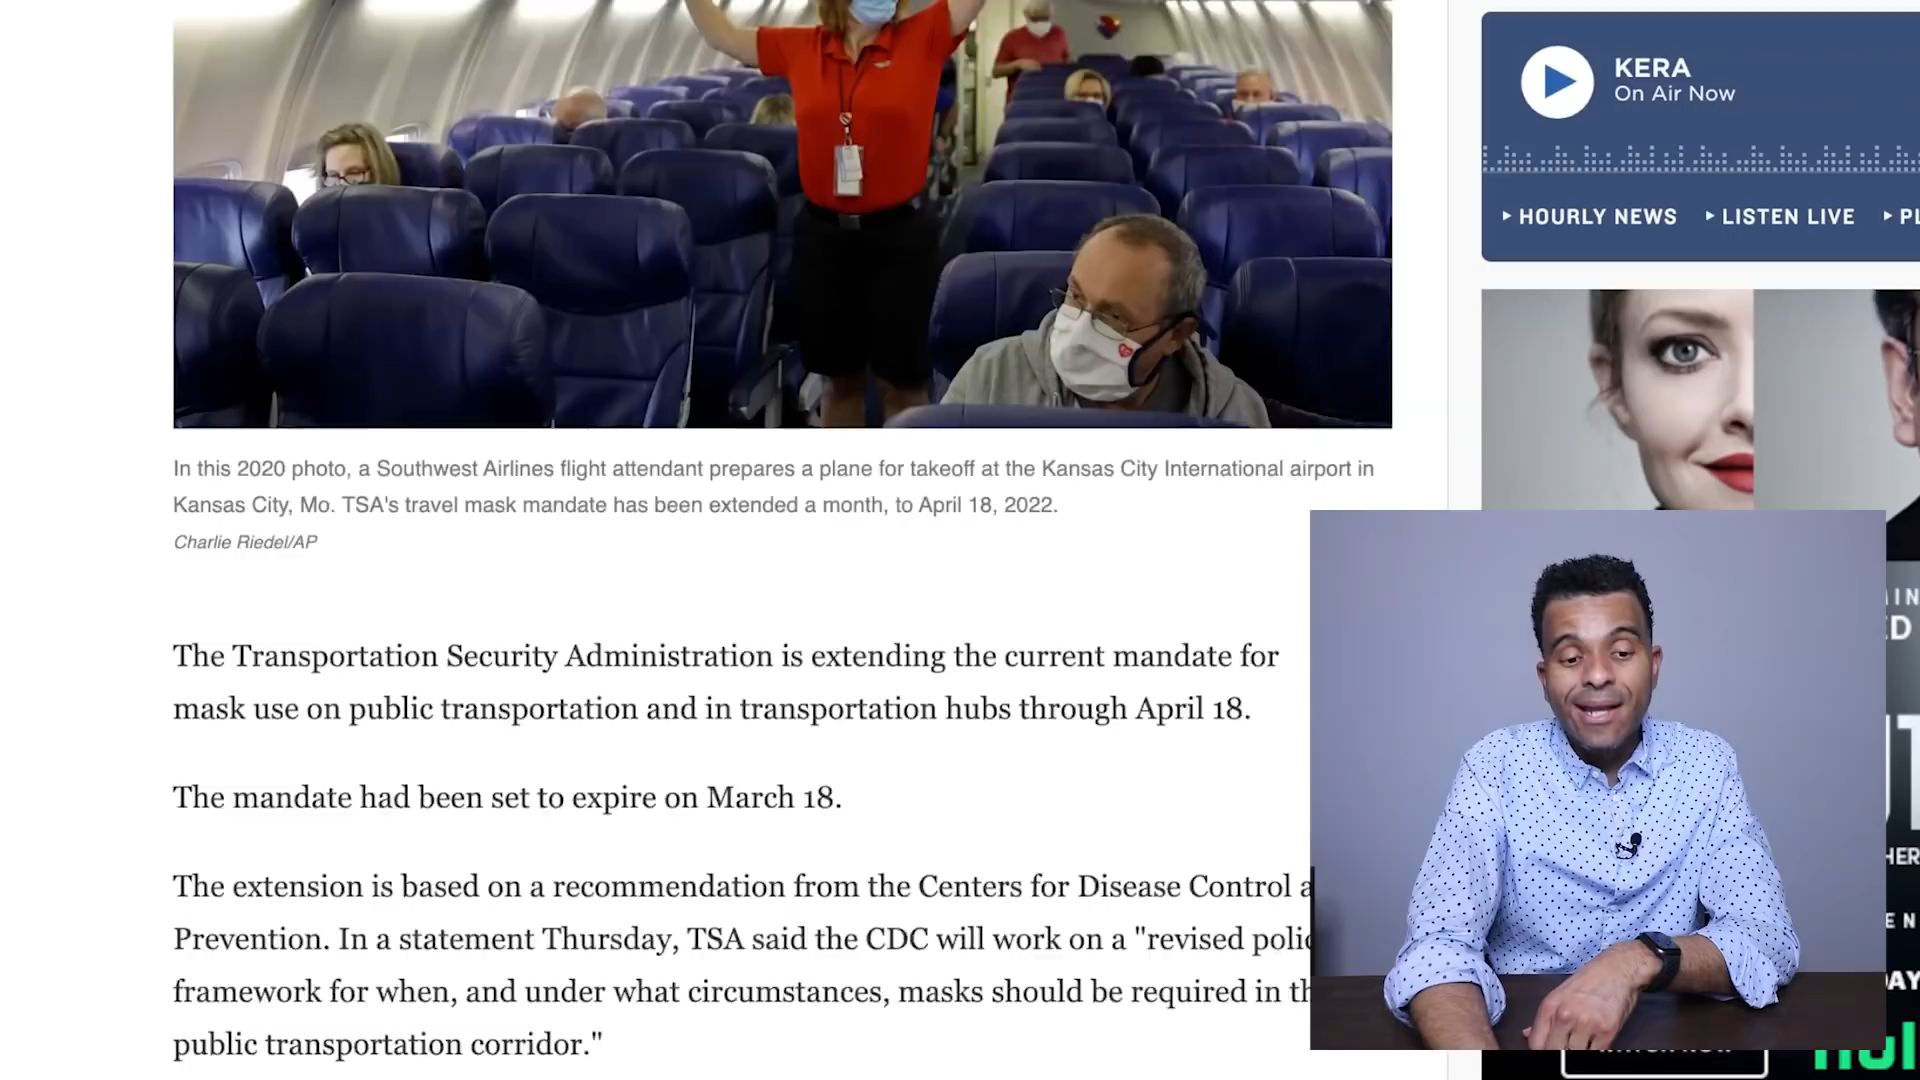 KERA
On Air Now
HOURLY NEWS LISTEN LIVE
In this 2020 photo, a Southwest Airlines flight attendant prepares a plane for takeoff at the Kansas City International airport in
Kansas City, Mo. TSA's travel mask mandate has been extended a month, to April 18, 2022.
Charlie Riedel/AP
The Transportation Security Administration is extending the current mandate for
mask use on public transportation and in transportation hubs through April 18.
The mandate had been set to expire on March 18.
The extension is based on a recommendation from the Centers for Disease Control
Prevention. In a statement Thursday, TSA said the CDC will work on a "revised
framework for when, and under what circumstances, masks should be required in
public transportation corridor."